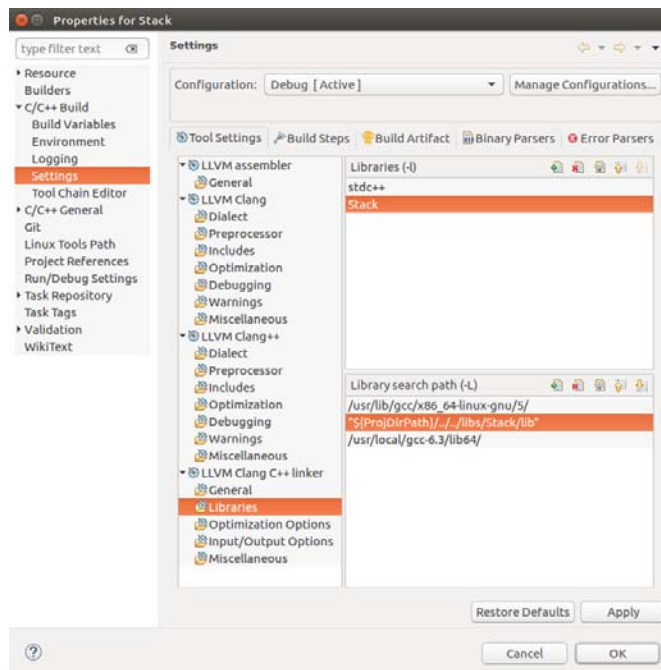 Properties for Stack
type filter text
Settings
Configuration: Debug [ Active ] Manage Configurations...
Resource
Builders
C/C++ Build
Build Variables
Environment
Logging
Settings
Tool Chain Editor
C/C++ General
Git
Linux Tools Path
Project References
Run/Debug Settings
Task Repository
Task Tags
Validation
WikiText
Tool Settings Build Steps Build Artifact Binary Parsers Error Parsers
LLVM assembler
General
LLVM Clang
Dialect
Preprocessor
Includes
Optimization
Debugging
Warnings
Miscellaneous
LLVM Clang++
Dialect
Preprocessor
Includes
Optimization
Debugging
Warnings
Miscellaneous
LLVM Clang C++ linker
General
Libraries
Optimization Options
Input/Output Options
Miscellaneous
Libraries (-l)
stdc++
Stack
Library search path (-L)
/usr/lib/gcc/x86_64-linux-gnu/5/
"${ProjDirPath}/../../libs/Stack/lib"
/usr/local/gcc-6.3/lib64/
Restore Defaults Apply
? Cancel OK